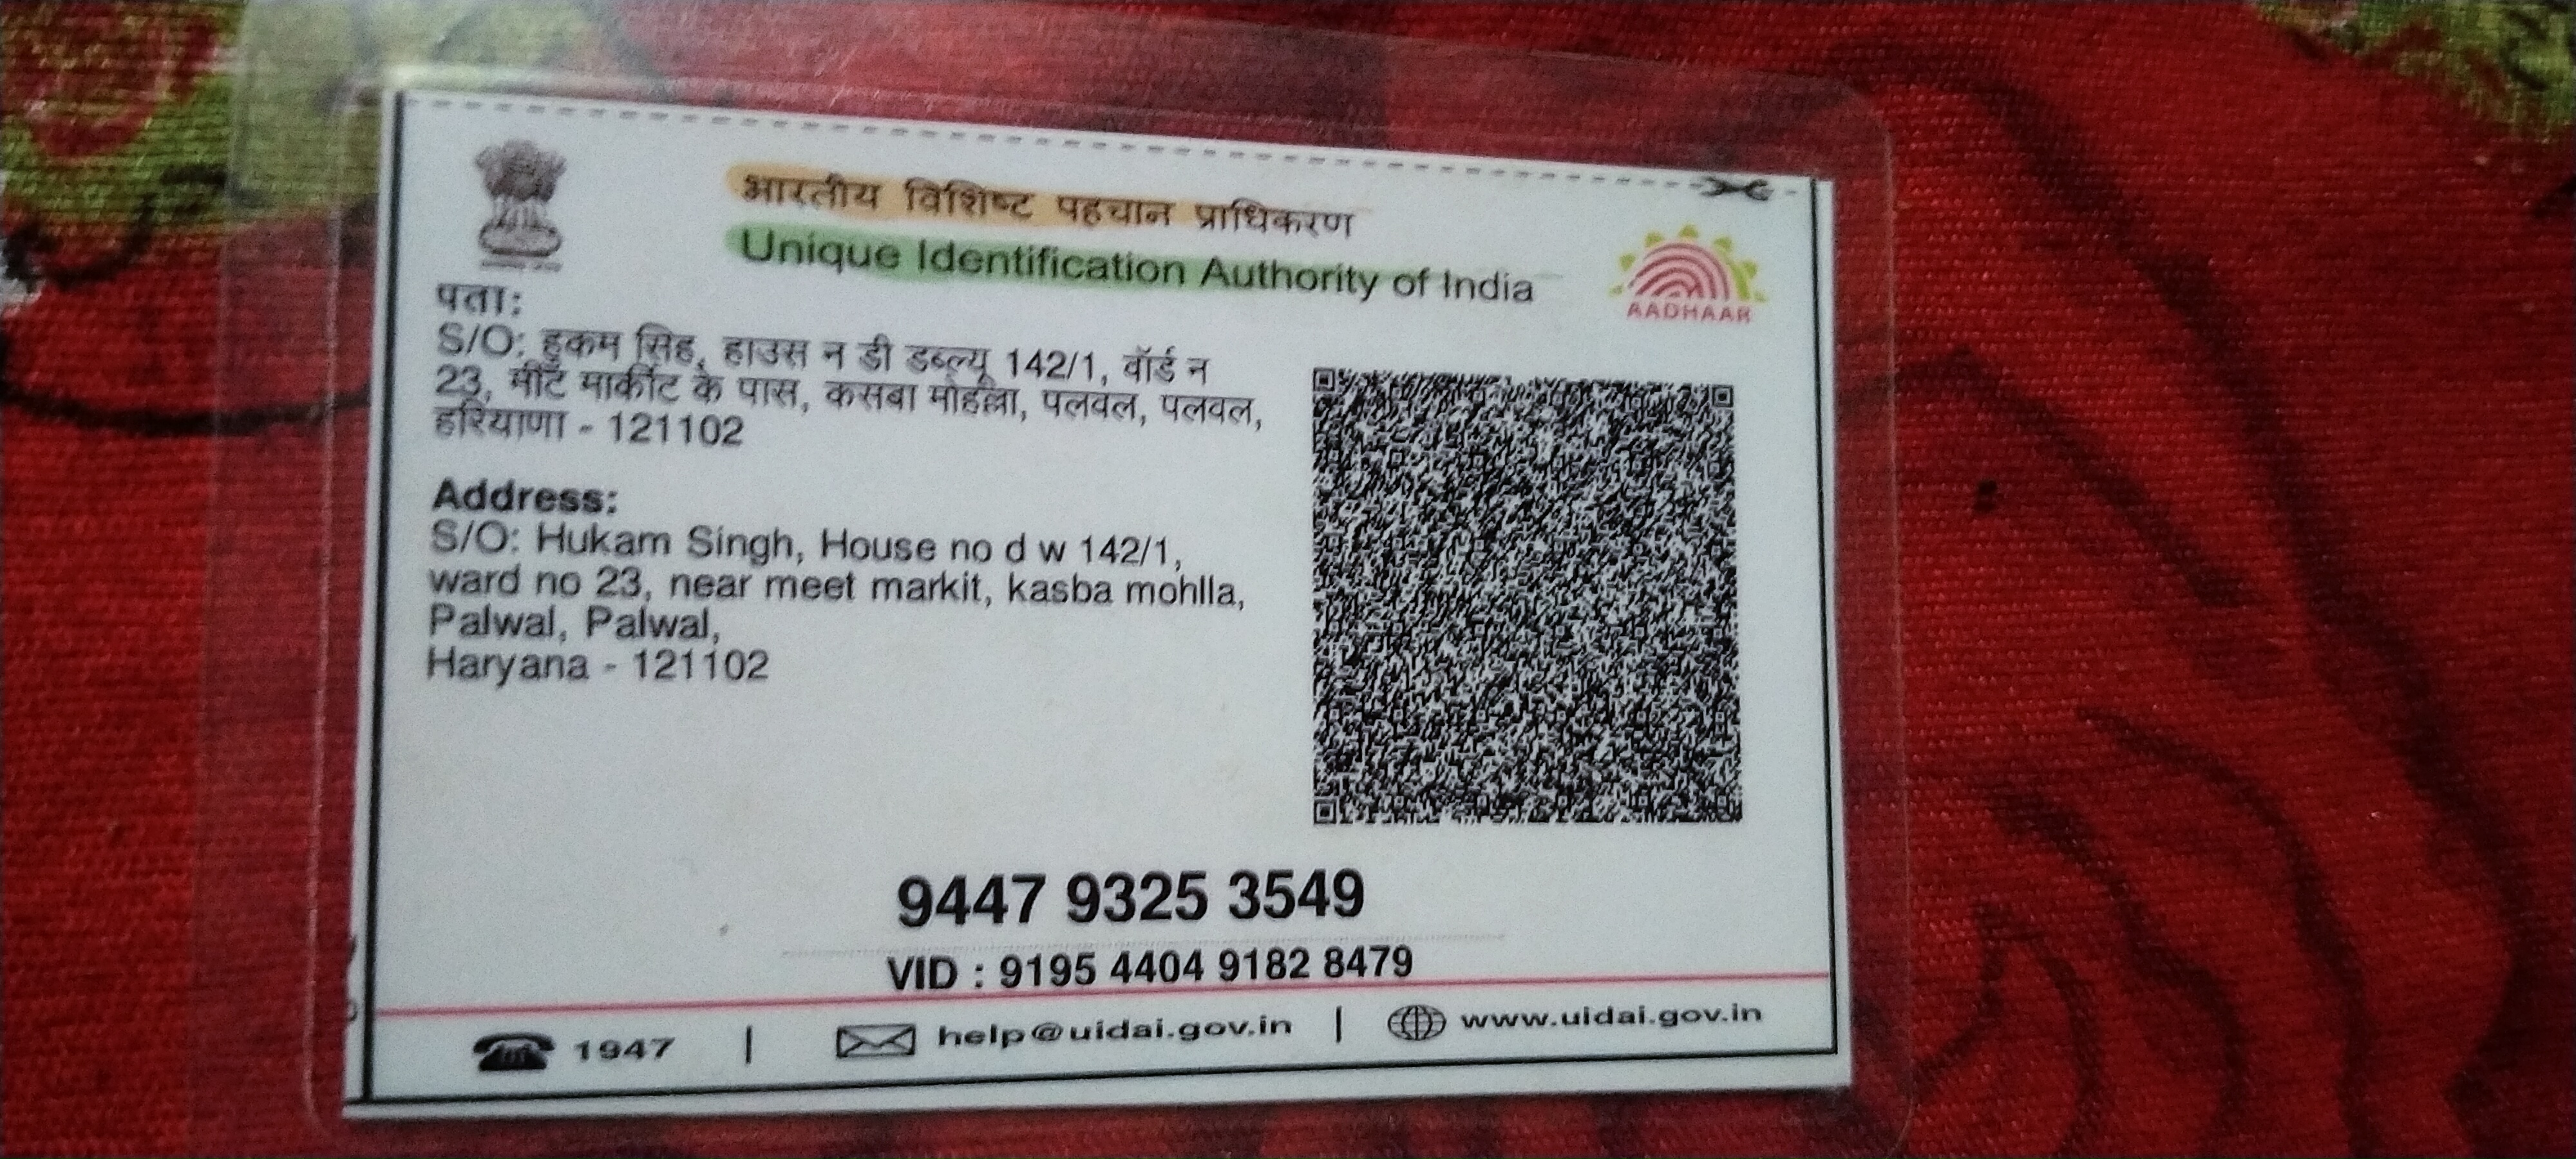 भारतीय विशिष्ट पहचान प्राधिकरण
Unique Identification Authority of India
AADHAAR
पता:
S/O: हुकम सिंह, हाउस न डी डब्ल्यू 142/1, वॉर्ड न
23, मीट मार्कीट के पास, कसबा मोहल्ला, पलवल, पलवल,
हरियाणा - 121102
Address:
S/O: Hukam Singh, House no d w 142/1,
ward no 23, near meet markit, kasba mohlla,
Palwal, Palwal,
Haryana - 121102
9447 9325 3549
VID : 9195 4404 9182 8479
1947 | help@uidai.gov.in | www.uidai.gov.in